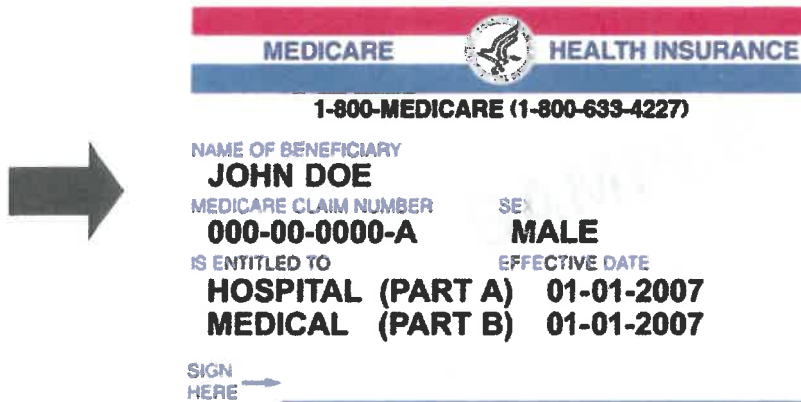 MEDICARE HEALTH INSURANCE
1-800-MEDICARE (1-800-633-4227)
NAME OF BENEFICIARY
JOHN DOE
MEDICARE CLAIM NUMBER SEX
000-00-0000-A MALE
IS ENTITLED TO EFFECTIVE DATE
HOSPITAL (PART A) 01-01-2007
MEDICAL (PART B) 01-01-2007
SIGN
HERE